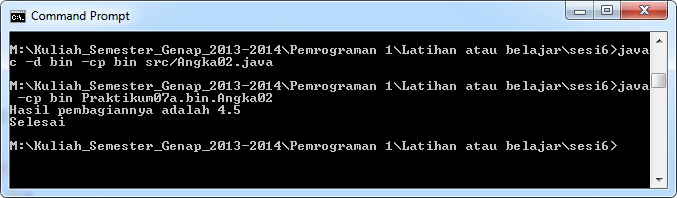 Command Prompt
M:\Kuliah_Semester_Genap_2013-2014\Pemrograman 1\Latihan atau belajar\sesi6>java
c -d bin -cp bin src/Angka02.java
M:\Kuliah_Semester_Genap_2013-2014\Pemrograman 1\Latihan atau belajar\sesi6>java
 -cp bin Praktikum07a.bin.Angka02
Hasil pembagiannya adalah 4.5
Selesai
M:\Kuliah_Semester_Genap_2013-2014\Pemrograman 1\Latihan atau belajar\sesi6>